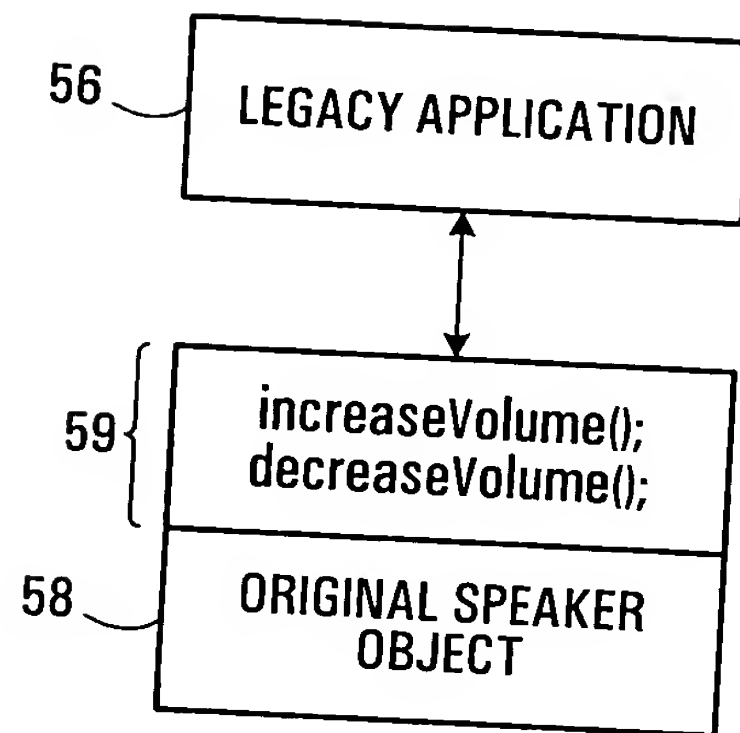 56
LEGACY APPLICATION
59
increaseVolume();
decreaseVolume();
58
ORIGINAL SPEAKER
OBJECT